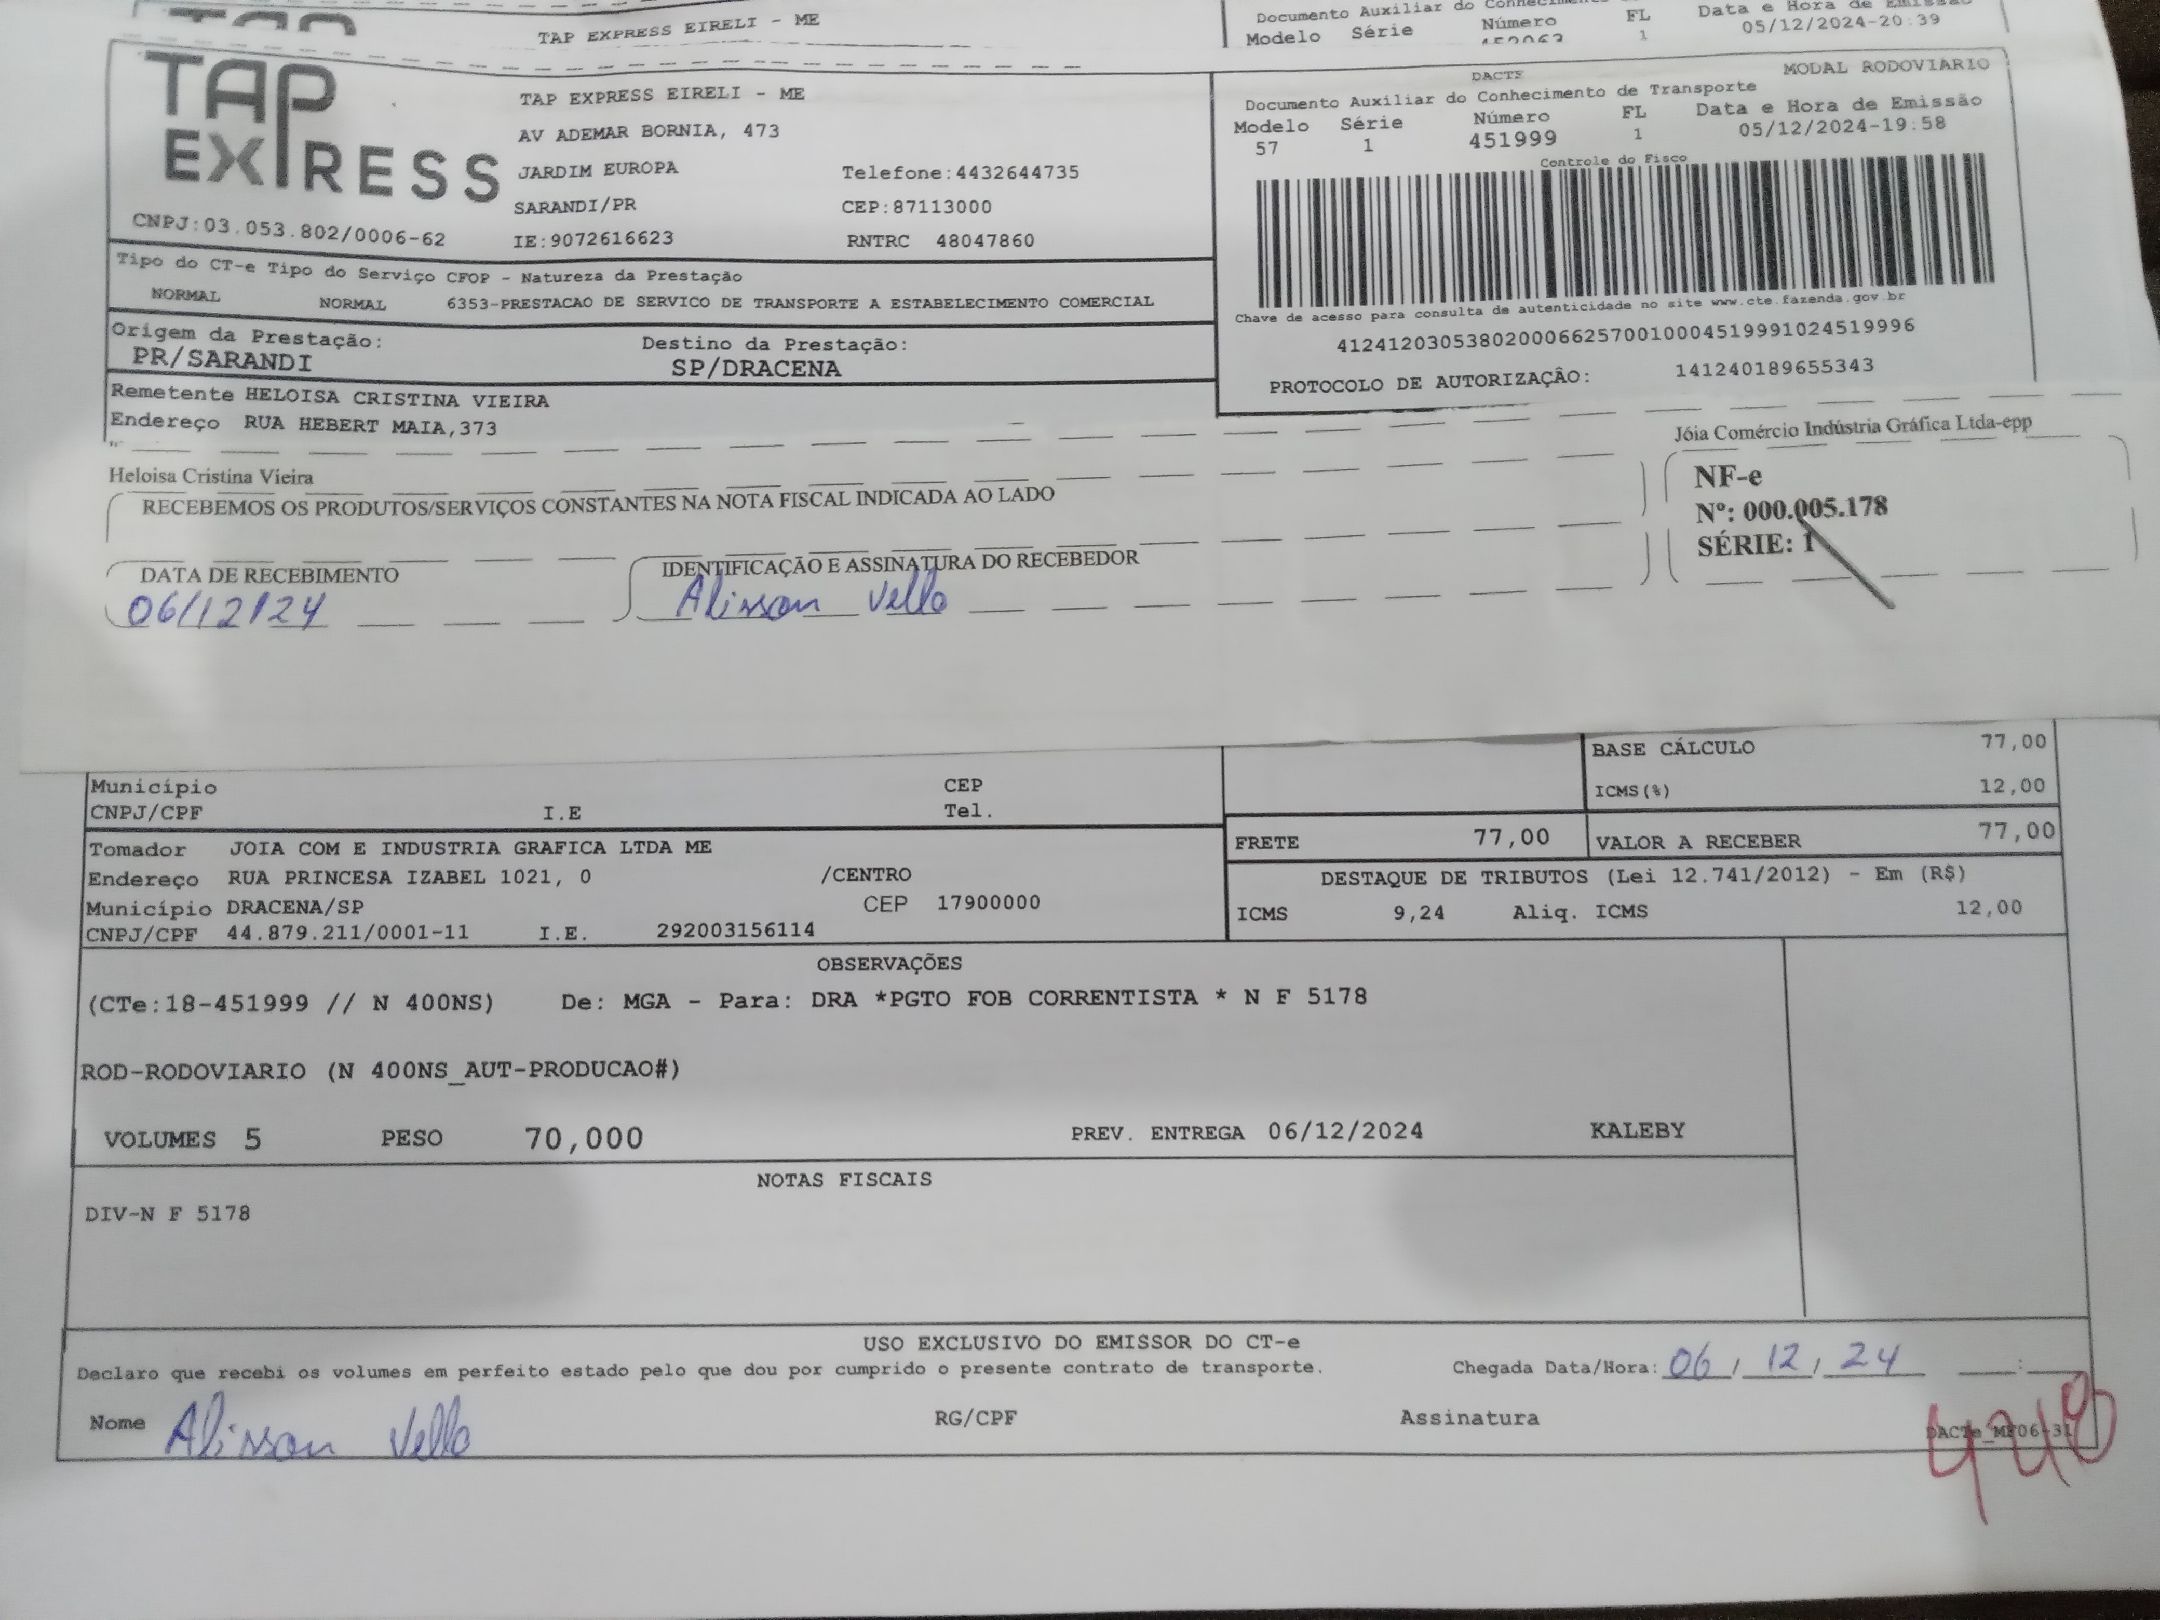 TAP EXPRESS EIRELI - ME
Documento Auxiliar do
Modelo Série Número FL Data e Hora de Emissão
1 05/12/2024-20:39
TAP EXPRESS
CNPJ:03.053.802/0006-62
TAP EXPRESS EIRELI - ME
AV ADEMAR BORNIA, 473
JARDIM EUROPA Telefone:4432644735
SARANDI/PR CEP:87113000
IE:9072616623 RNTRC 48047860
DACTE MODAL RODOVIARIO
Documento Auxiliar do Conhecimento de Transporte
Modelo Série Número FL Data e Hora de Emissão
57 1 451999 1 05/12/2024-19:58
Controle do Fisco
Chave de acesso para consulta de autenticidade no site www.cte.fazenda.gov.br
41241203053802000662570010004519991024519996
PROTOCOLO DE AUTORIZAÇÃO: 141240189655343
Tipo do CT-e Tipo do Serviço CFOP - Natureza da Prestação
NORMAL NORMAL 6353-PRESTACAO DE SERVICO DE TRANSPORTE A ESTABELECIMENTO COMERCIAL
Origem da Prestação: Destino da Prestação:
PR/SARANDI SP/DRACENA
Remetente HELOISA CRISTINA VIEIRA
Endereço RUA HEBERT MAIA,373
Heloisa Cristina Vieira
Jóia Comércio Indústria Gráfica Ltda-epp
RECEBEMOS OS PRODUTOS/SERVIÇOS CONSTANTES NA NOTA FISCAL INDICADA AO LADO
NF-e
Nº: 000.005.178
SÉRIE: 1
DATA DE RECEBIMENTO IDENTIFICAÇÃO E ASSINATURA DO RECEBEDOR
06/12/24 Alisson Vello
BASE CÁLCULO 77,00
ICMS(%) 12,00
Município CEP
CNPJ/CPF I.E Tel.
FRETE 77,00 VALOR A RECEBER 77,00
Tomador JOIA COM E INDUSTRIA GRAFICA LTDA ME
Endereço RUA PRINCESA IZABEL 1021, 0 /CENTRO
Município DRACENA/SP CEP 17900000
CNPJ/CPF 44.879.211/0001-11 I.E. 292003156114
DESTAQUE DE TRIBUTOS (Lei 12.741/2012) - Em (R$)
ICMS 9,24 Aliq. ICMS 12,00
OBSERVAÇÕES
(CTe:18-451999 // N 400NS) De: MGA - Para: DRA *PGTO FOB CORRENTISTA * N F 5178
ROD-RODOVIARIO (N 400NS_AUT-PRODUCAO#)
VOLUMES 5 PESO 70,000 PREV. ENTREGA 06/12/2024 KALEBY
NOTAS FISCAIS
DIV-N F 5178
USO EXCLUSIVO DO EMISSOR DO CT-e
Declaro que recebi os volumes em perfeito estado pelo que dou por cumprido o presente contrato de transporte. Chegada Data/Hora: 06/12/24 __:__
Nome Alisson Vello RG/CPF Assinatura